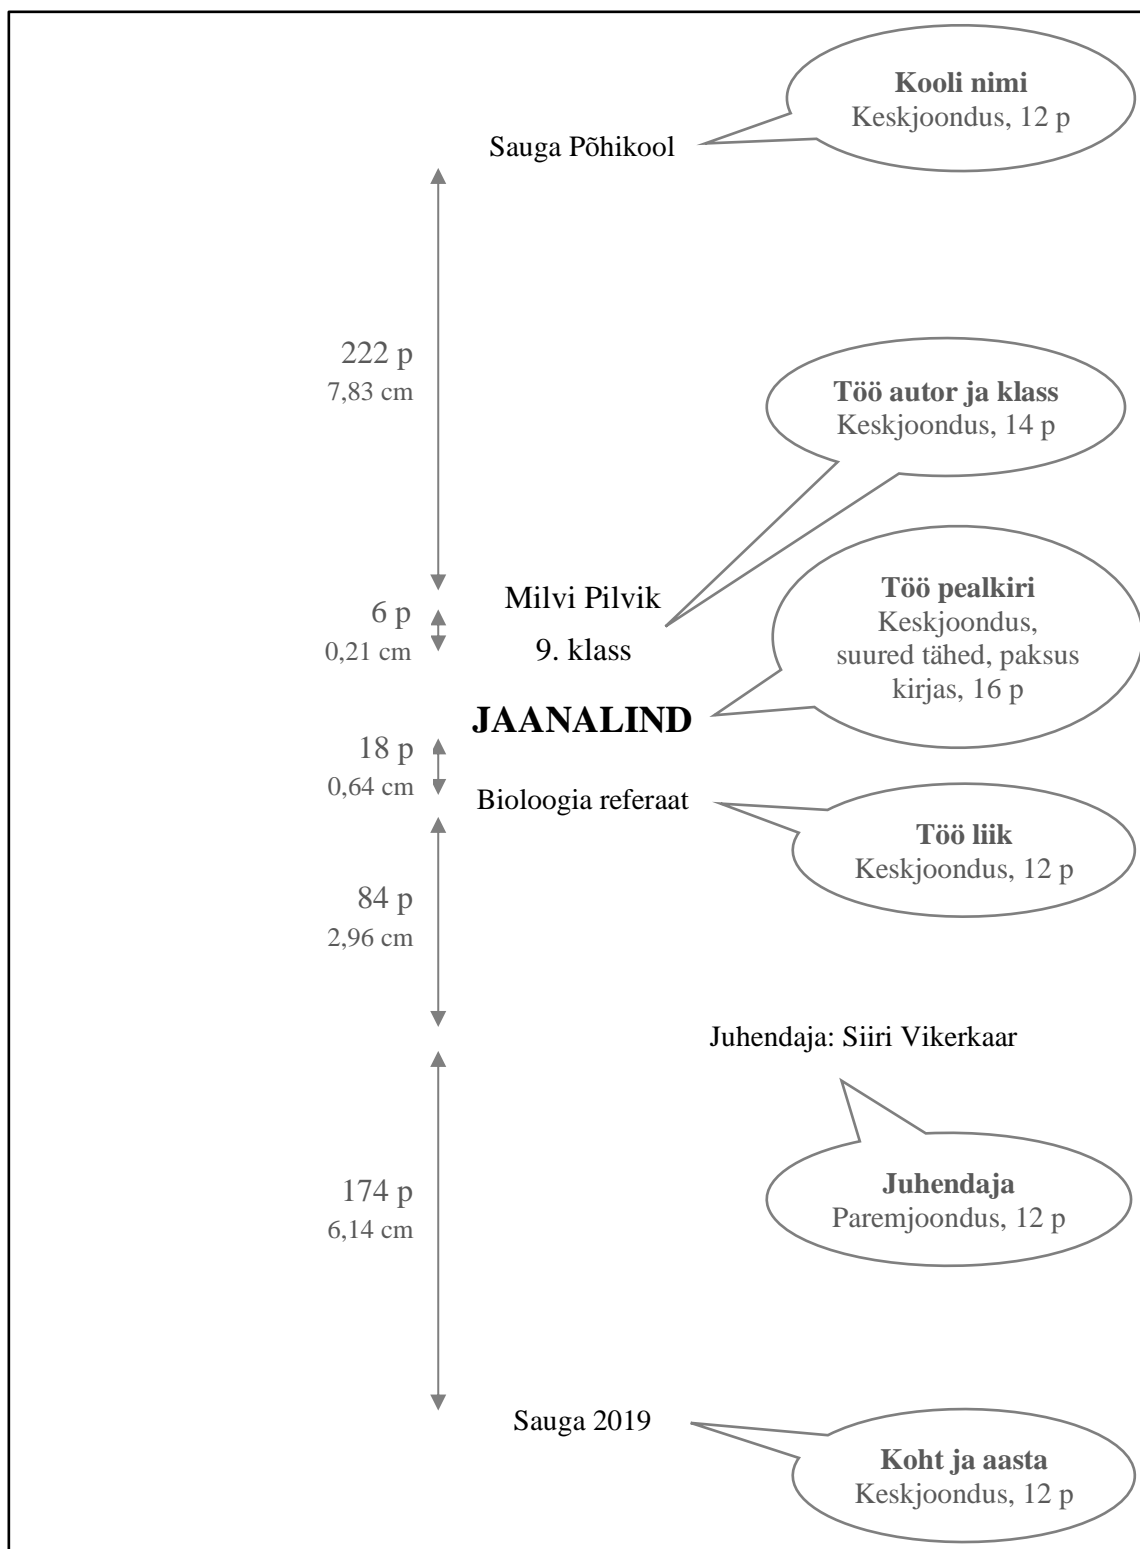 Kooli nimi
Keskjoondus, 12 p
Sauga Põhikool
222 p
7,83 cm
Töö autor ja klass
Keskjoondus, 14 p
Milvi Pilvik
6 p
0,21 cm
9. klass
Töö pealkiri
Keskjoondus,
suured tähed, paksus
kirjas, 16 p
JAANALIND
18 p
0,64 cm
Bioloogia referaat
Töö liik
Keskjoondus, 12 p
84 p
2,96 cm
Juhendaja: Siiri Vikerkaar
Juhendaja
Paremjoondus, 12 p
174 p
6,14 cm
Sauga 2019
Koht ja aasta
Keskjoondus, 12 p